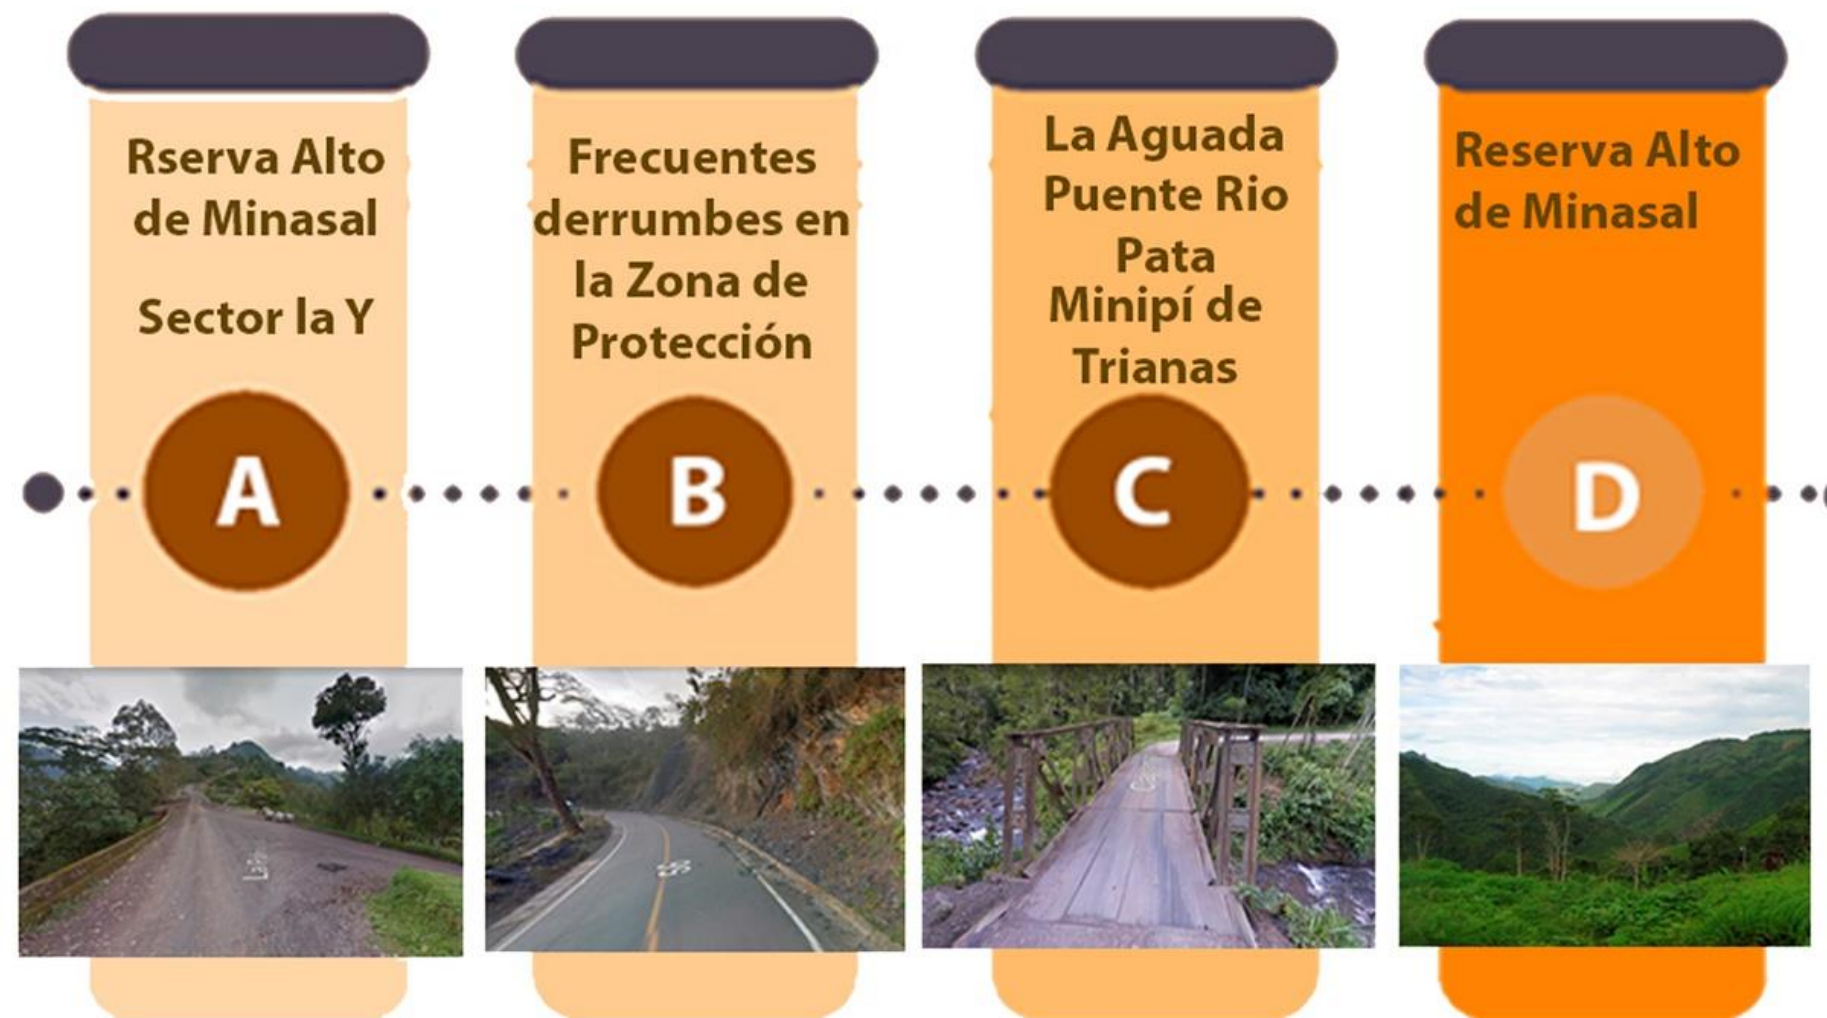 Rserva Alto
de Minasal
Sector la Y
A
Frecuentes
derrumbes en
la Zona de
Protección
B
La Aguada
Puente Rio
Pata
Minipí de
Trianas
C
Reserva Alto
de Minasal
D